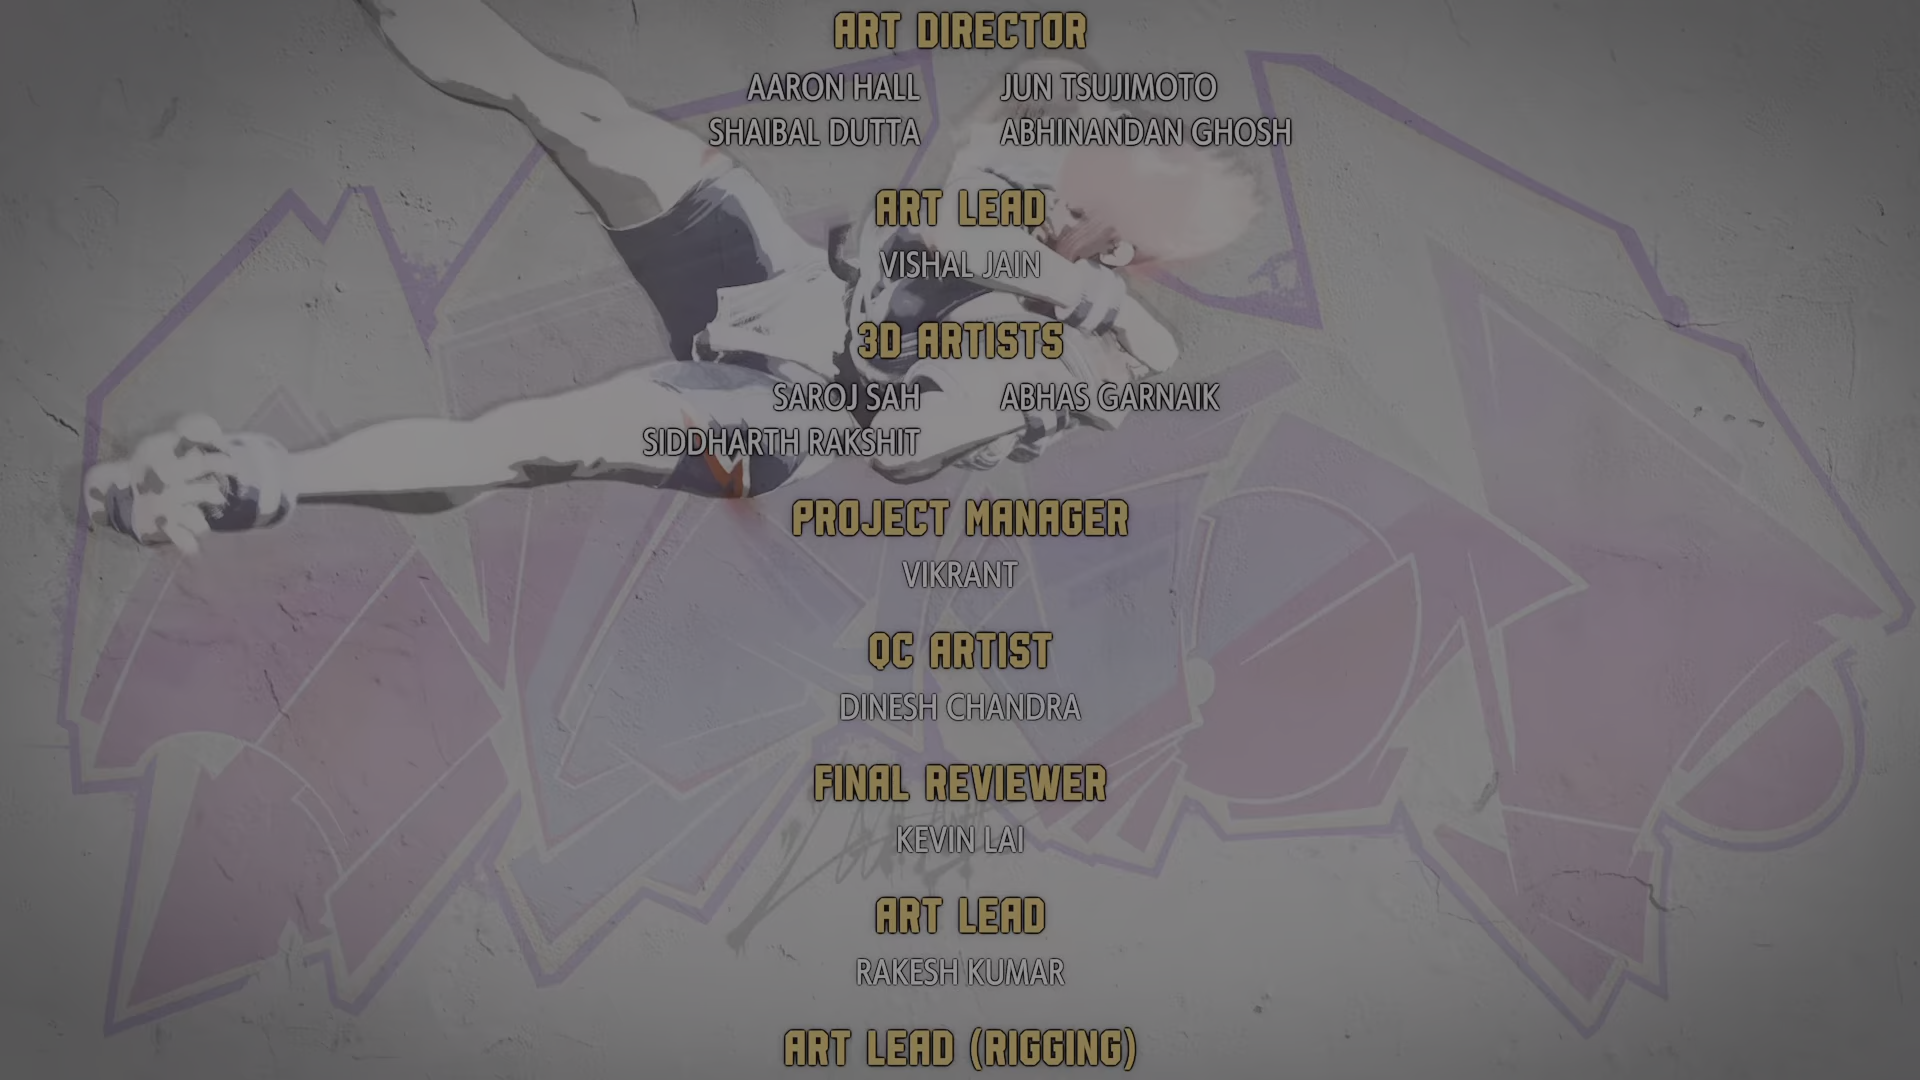 ART DIRECTOR
AARON HALL JUN TSUJIMOTO
SHAIBAL DUTTA ABHINANDAN GHOSH
ART LEAD
VISHAL JAIN
3D ARTISTS
SAROJ SAH ABHAS GARNAIK
SIDDHARTH RAKSHIT
PROJECT MANAGER
VIKRANT
QC ARTIST
DINESH CHANDRA
FINAL REVIEWER
KEVIN LAI
ART LEAD
RAKESH KUMAR
ART LEAD (RIGGING)